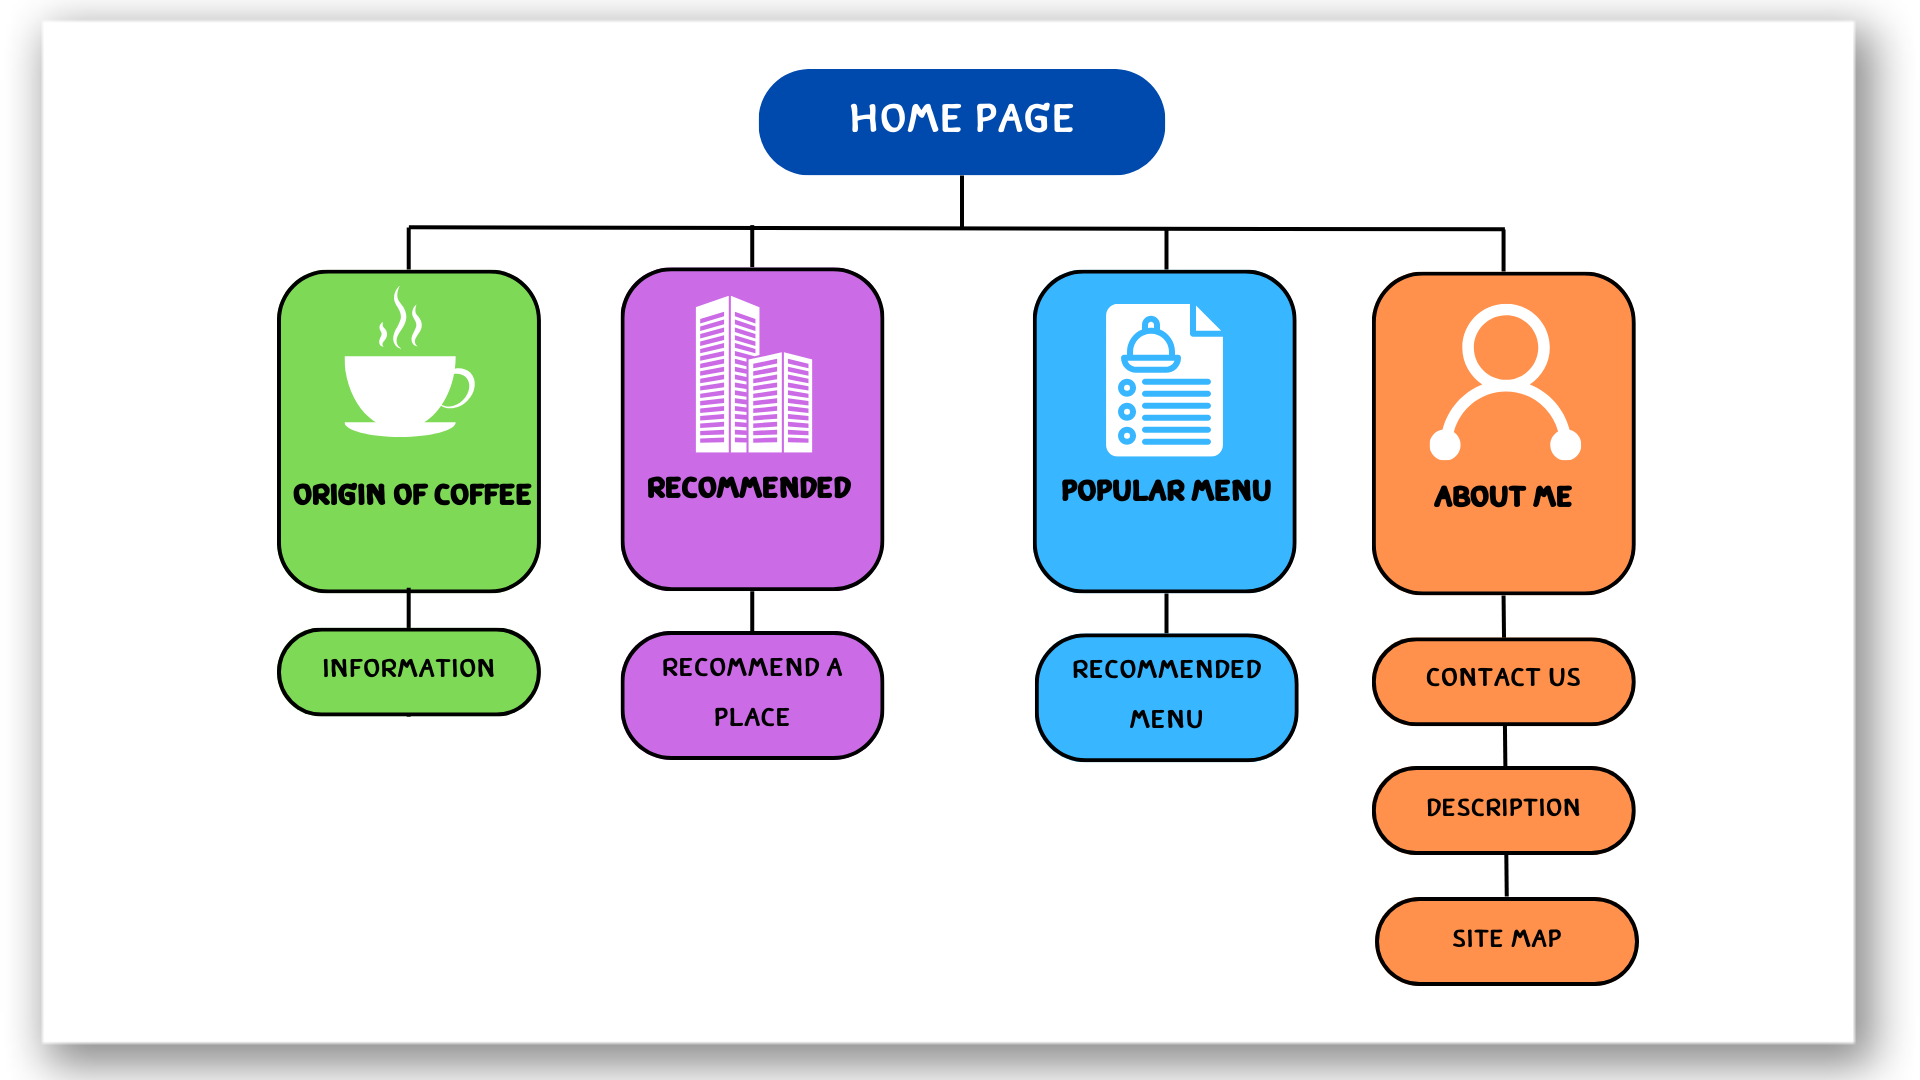 HOME PAGE
ORIGIN OF COFFEE
RECOMMENDED
POPULAR MENU
ABOUT ME
INFORMATION
RECOMMEND A
PLACE
RECOMMENDED
MENU
CONTACT US
DESCRIPTION
SITE MAP